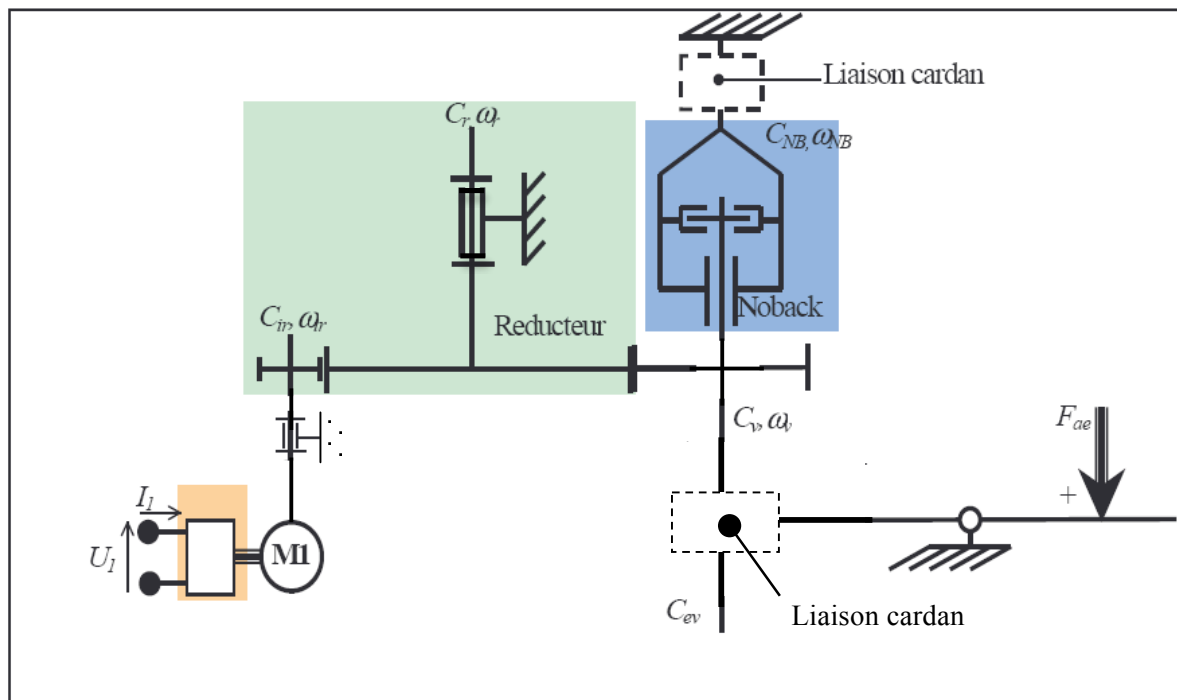 Liaison cardan
C_NB, ω_NB
C_r, ω_r
Noback
C_ir, ω_ir
Reducteur
C_v, ω_v
F_ae
+
I_1
M1
U_1
C_ev
Liaison cardan